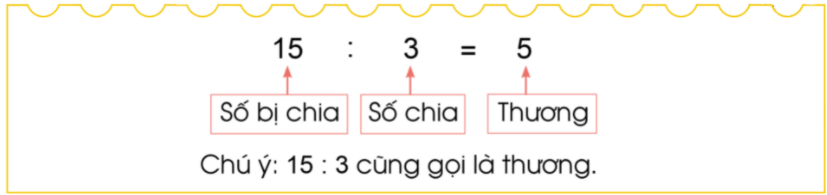 15 : 3 = 5
Số bị chia Số chia Thương
Chú ý: 15 : 3 cũng gọi là thương.